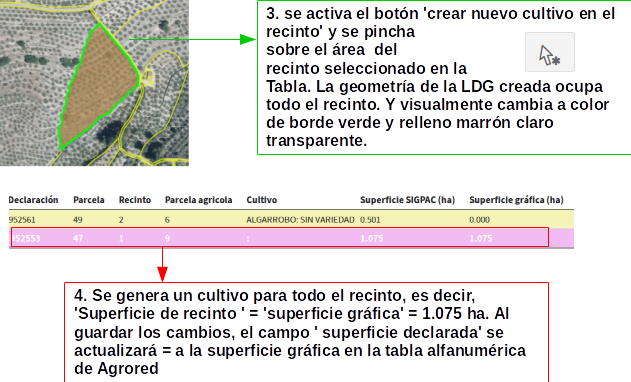 3. se activa el botón 'crear nuevo cultivo en el
recinto' y se pincha
sobre el área  del
recinto seleccionado en la
Tabla. La geometría de la LDG creada ocupa
todo el recinto. Y visualmente cambia a color
de borde verde y relleno marrón claro
transparente.
Declaración Parcela Recinto Parcela agricola Cultivo Superficie SIGPAC (ha) Superficie gráfica (ha)
952561 49 2 6 ALGARROBO: SIN VARIEDAD 0.501 0.000
952553 47 1 9 : 1.075 1.075
4. Se genera un cultivo para todo el recinto, es decir,
'Superficie de recinto ' = 'superficie gráfica' = 1.075 ha. Al
guardar los cambios, el campo ' superficie declarada' se
actualizará = a la superficie gráfica en la tabla alfanumérica
de Agrored